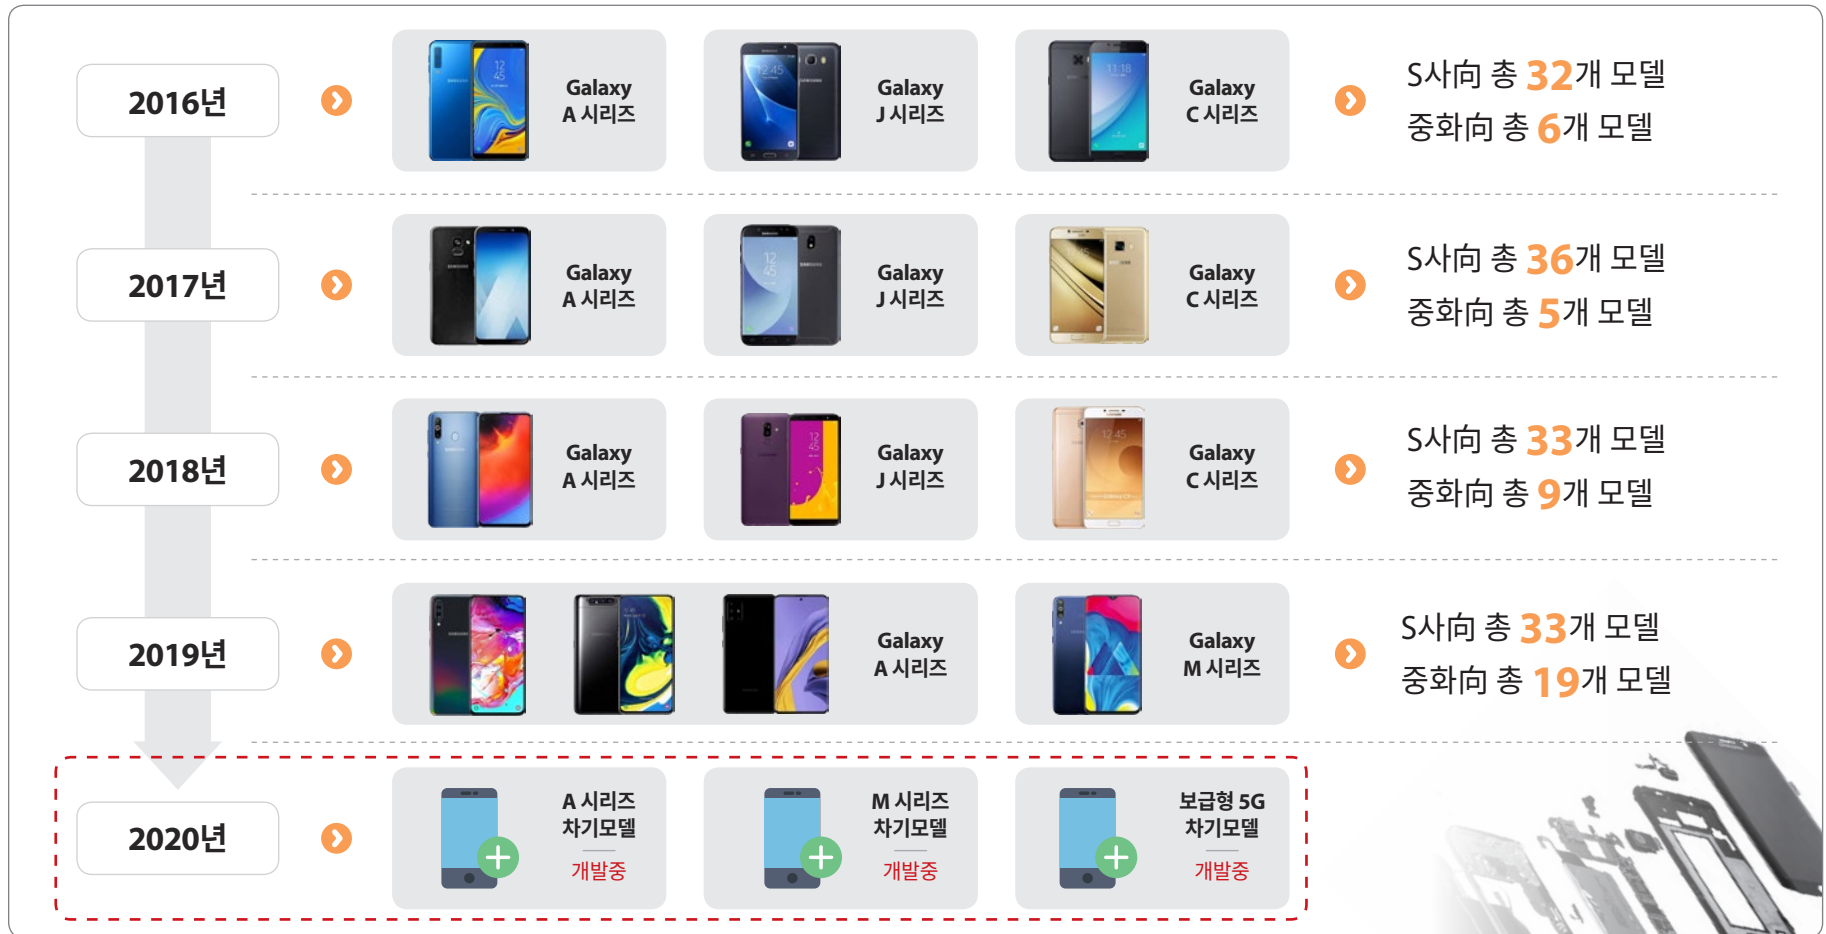 2016년
Galaxy
A 시리즈
Galaxy
J 시리즈
Galaxy
C 시리즈
S사향 총 32개 모델
중화향 총 6개 모델
2017년
Galaxy
A 시리즈
Galaxy
J 시리즈
Galaxy
C 시리즈
S사향 총 36개 모델
중화향 총 5개 모델
2018년
Galaxy
A 시리즈
Galaxy
J 시리즈
Galaxy
C 시리즈
S사향 총 33개 모델
중화향 총 9개 모델
2019년
Galaxy
A 시리즈
Galaxy
M 시리즈
S사향 총 33개 모델
중화향 총 19개 모델
2020년
A 시리즈
차기모델
개발중
M 시리즈
차기모델
개발중
보급형 5G
차기모델
개발중